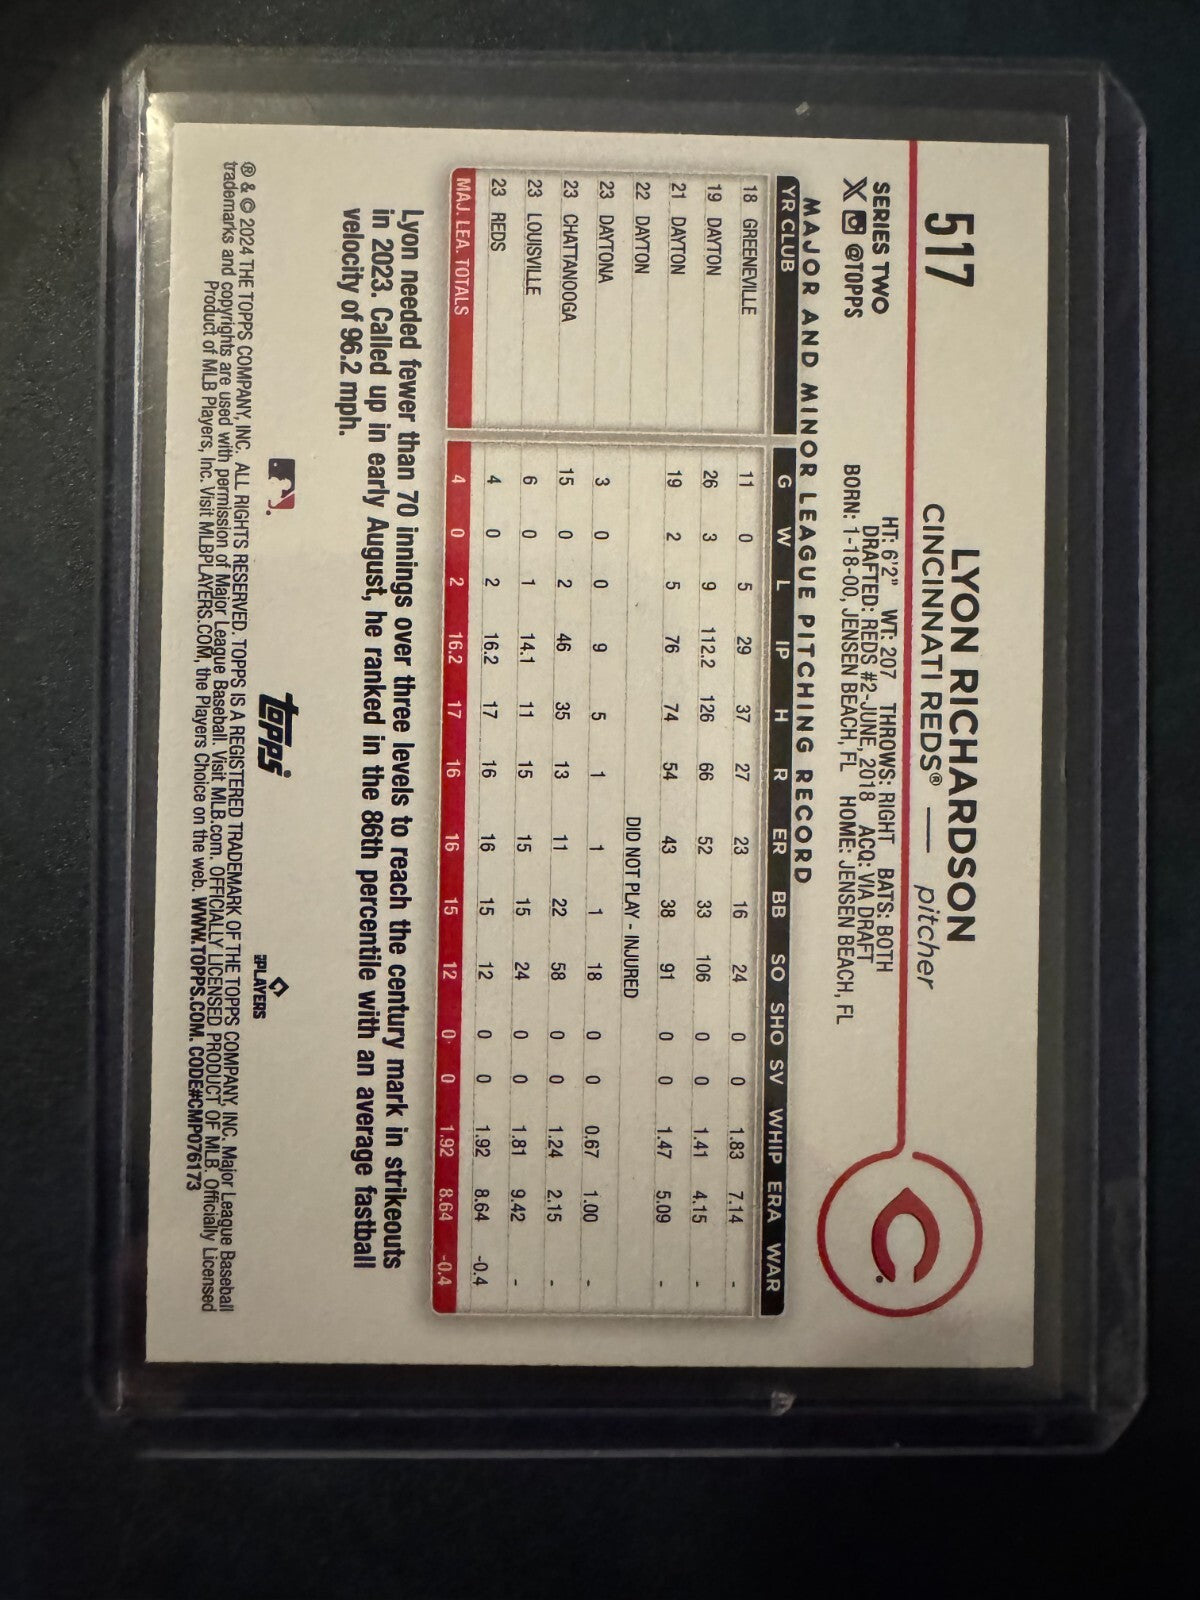 517
LYON RICHARDSON
CINCINNATI REDS® — pitcher
SERIES TWO
X @TOPPS
HT: 6'2" WT: 207 THROWS: RIGHT BATS: BOTH
DRAFTED: REDS #2-JUNE, 2018 ACQ: VIA DRAFT
BORN: 1-18-00, JENSEN BEACH, FL HOME: JENSEN BEACH, FL
MAJOR AND MINOR LEAGUE PITCHING RECORD
YR CLUB G W L IP H R ER BB SO SHO SV WHIP ERA WAR
18 GREENEVILLE 11 0 5 29 37 27 23 16 24 0 0 1.83 7.14 -
19 DAYTON 26 3 9 112.2 126 66 52 33 106 0 0 1.41 4.15 -
21 DAYTON 19 2 5 76 74 54 43 38 91 0 0 1.47 5.09 -
22 DAYTON DID NOT PLAY - INJURED
23 DAYTONA 3 0 0 9 5 1 1 1 18 0 0 0.67 1.00 -
23 CHATTANOOGA 15 0 2 46 35 13 11 22 58 0 0 1.24 2.15 -
23 LOUISVILLE 6 0 1 14.1 11 15 15 15 24 0 0 1.81 9.42 -
23 REDS 4 0 2 16.2 17 16 16 15 12 0 0 1.92 8.64 -0.4
MAJ. LEA. TOTALS 4 0 2 16.2 17 16 16 15 12 0 0 1.92 8.64 -0.4
Lyon needed fewer than 70 innings over three levels to reach the century mark in strikeouts
in 2023. Called up in early August, he ranked in the 86th percentile with an average fastball
velocity of 96.2 mph.
topps®
PLAYERS
® & © 2024 THE TOPPS COMPANY, INC. ALL RIGHTS RESERVED. TOPPS IS A REGISTERED TRADEMARK OF THE TOPPS COMPANY, INC. Major League Baseball
trademarks and copyrights are used with permission of Major League Baseball. Visit MLB.com. OFFICIALLY LICENSED PRODUCT OF MLB. Officially Licensed
Product of MLB Players, Inc. Visit MLBPLAYERS.COM, the Players Choice on the web. WWW.TOPPS.COM. CODE#CMP076173